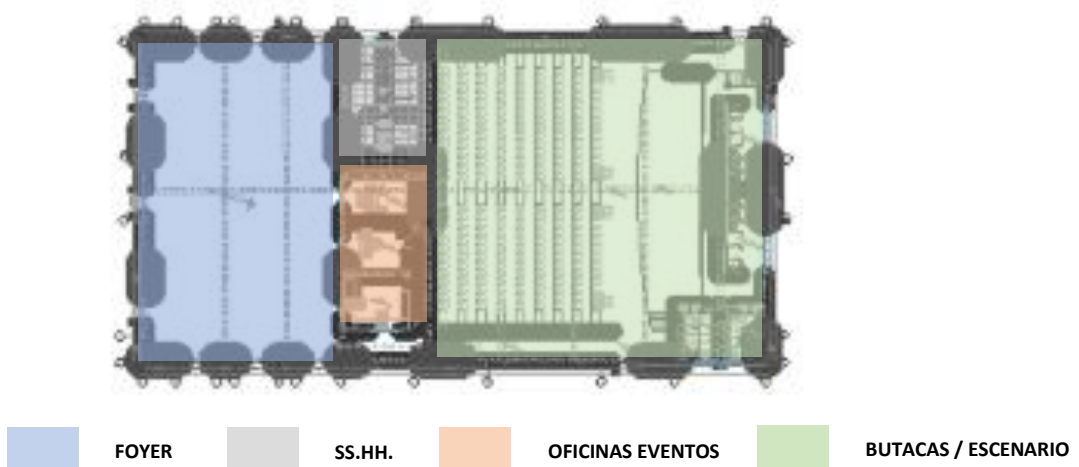 FOYER
SS.HH.
OFICINAS EVENTOS
BUTACAS / ESCENARIO